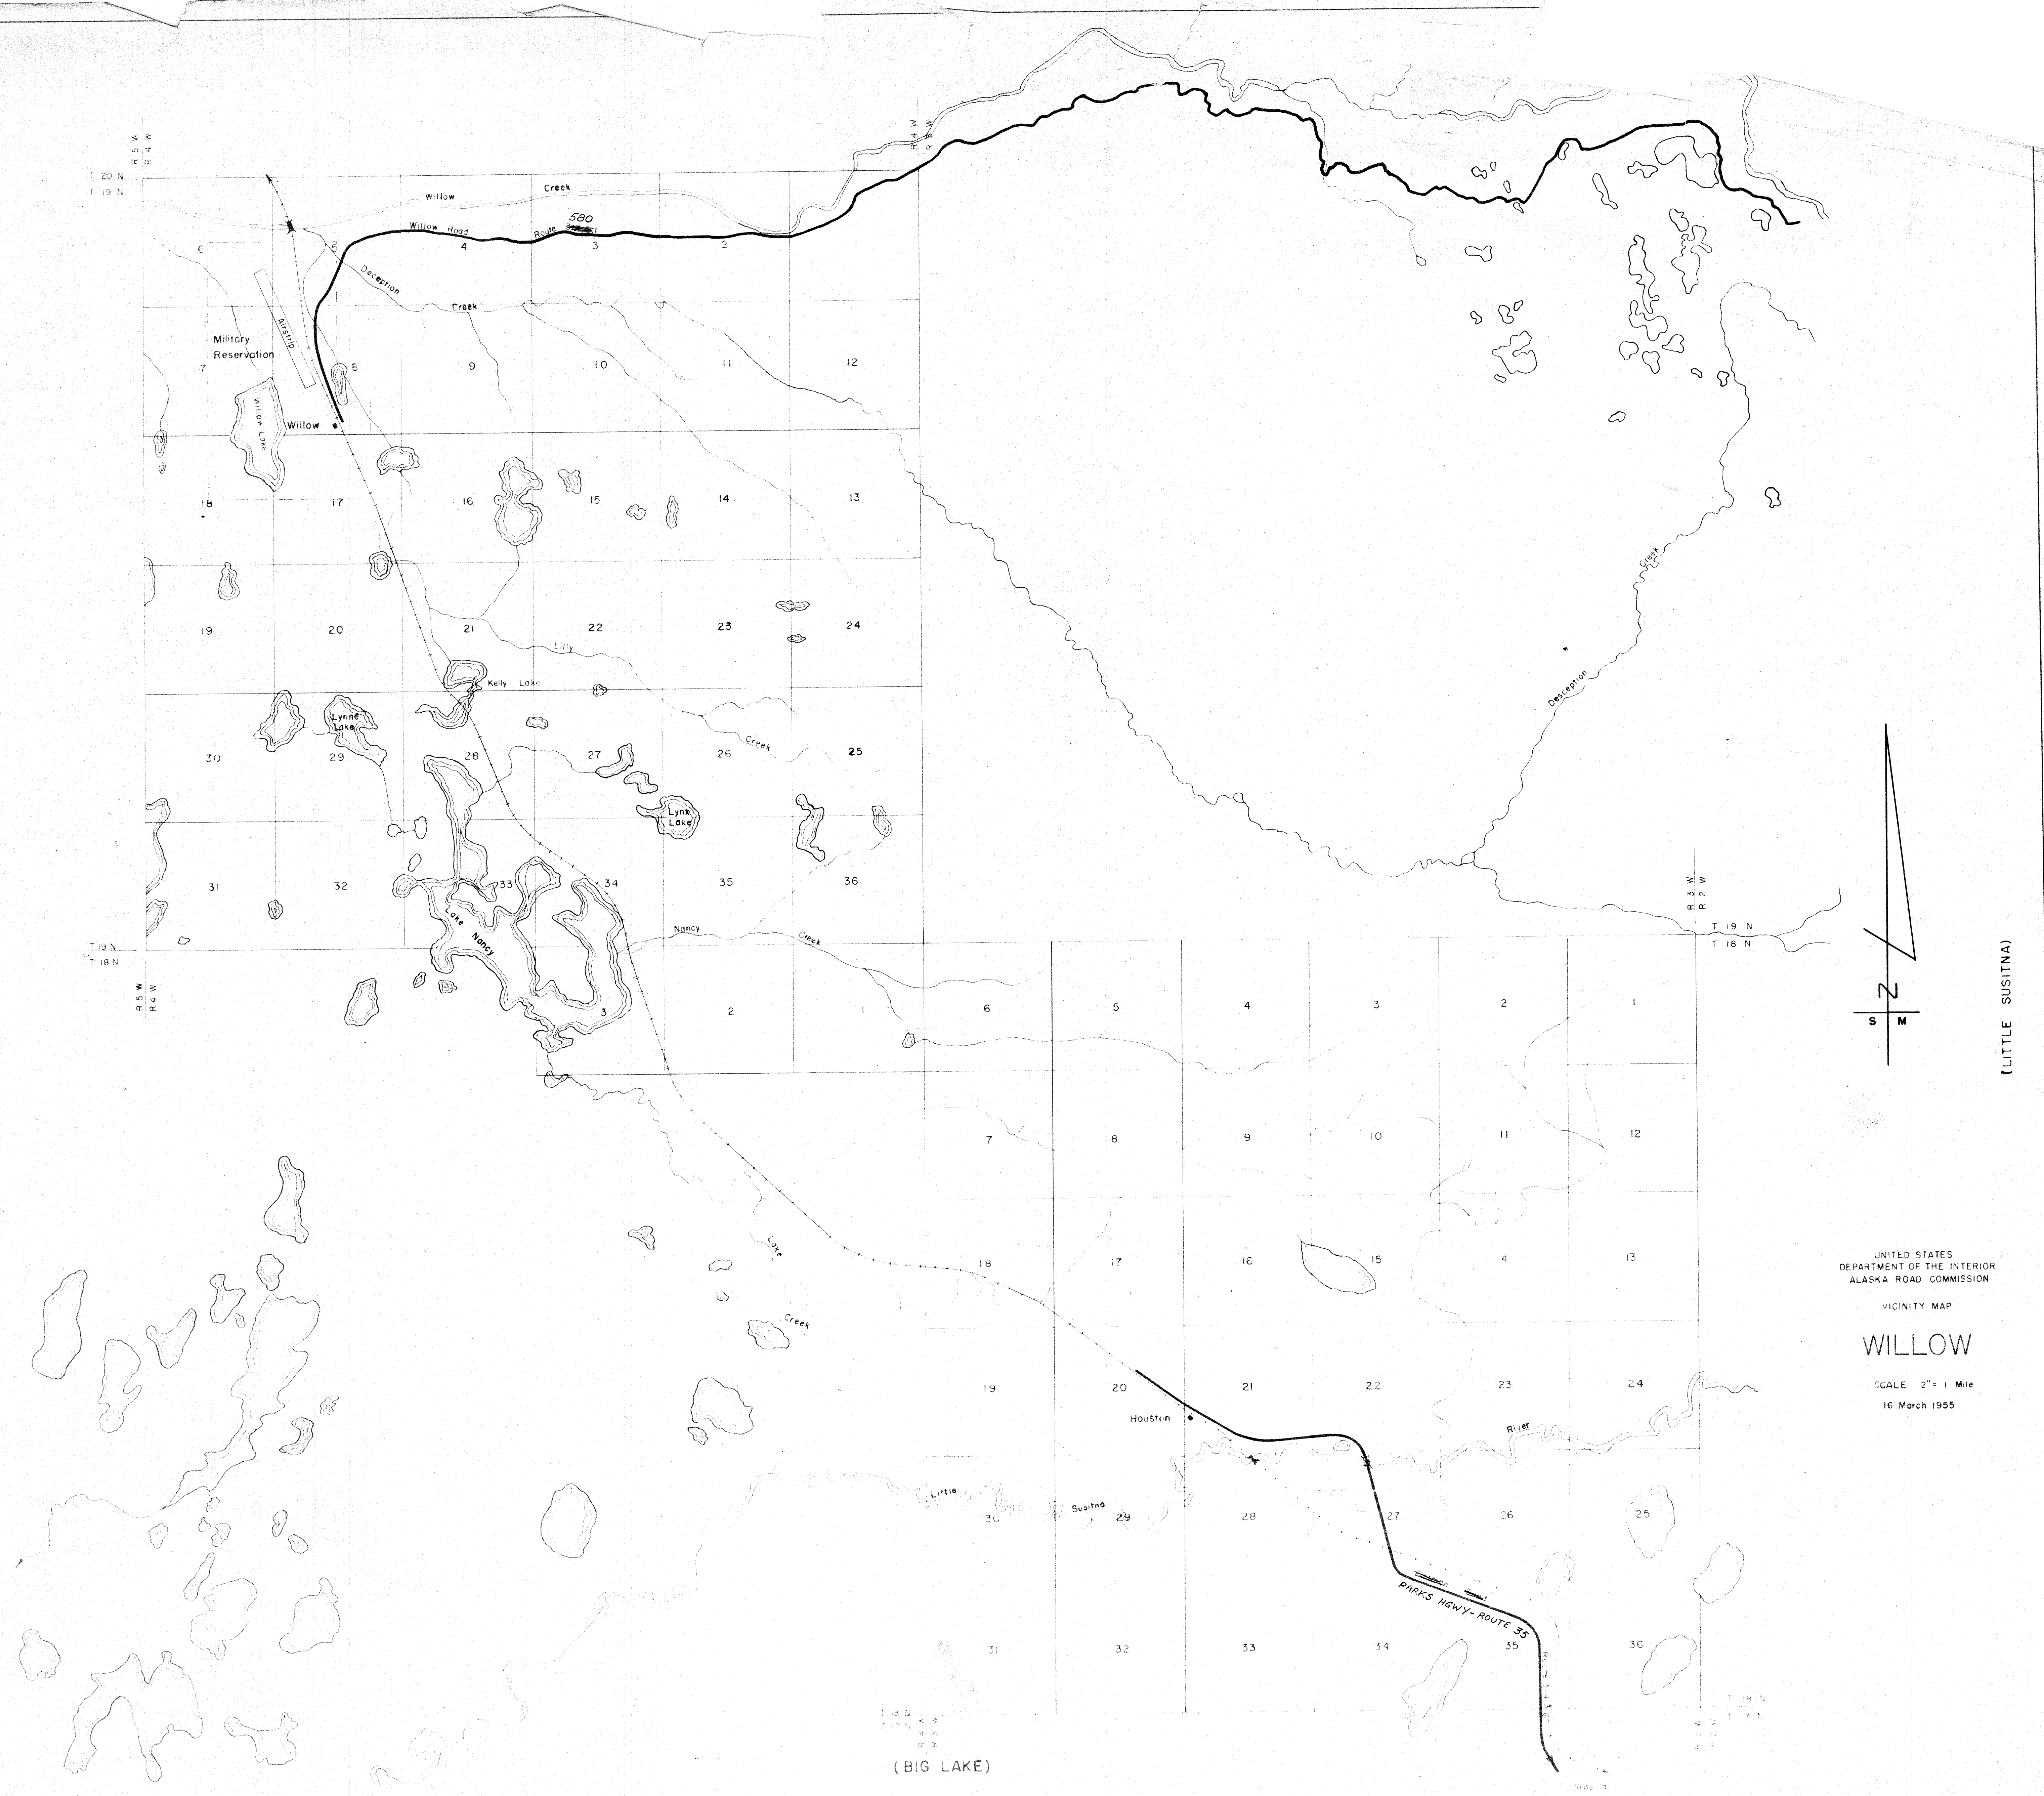 R 5 W
R 4 W
R 4 W
R 3 W
T 20 N
T 19 N
Willow
Creek
580
Willow Road
Route
6
5
4
3
2
1
Deception
Creek
Airstrip
Military
Reservation
7
8
9
10
11
12
Willow Lake
Willow
18
17
16
15
14
13
Creek
19
20
21
22
23
24
Lilly
Kelly Lake
Desception
Lynne
Lake
30
29
28
27
26
25
Creek
Lynx
Lake
31
32
33
34
35
36
R 3 W
R 2 W
Lake
Nancy
Nancy
Creek
T 19 N
T 18 N
T 19 N
T 18 N
R 5 W
R 4 W
3
2
1
6
5
4
3
2
1
N
S M
(LITTLE SUSITNA)
7
8
9
10
11
12
Lake
18
17
16
15
14
13
UNITED STATES
DEPARTMENT OF THE INTERIOR
ALASKA ROAD COMMISSION
VICINITY MAP
WILLOW
SCALE 2"= 1 Mile
16 March 1955
Creek
19
20
21
22
23
24
Houston
River
Little
Susitna
30
29
28
27
26
25
PARKS HGWY-ROUTE 35
31
32
33
34
35
36
T 18 N
T 17 N
R 4 W
R 3 W
T 18 N
T 17 N
(BIG LAKE)